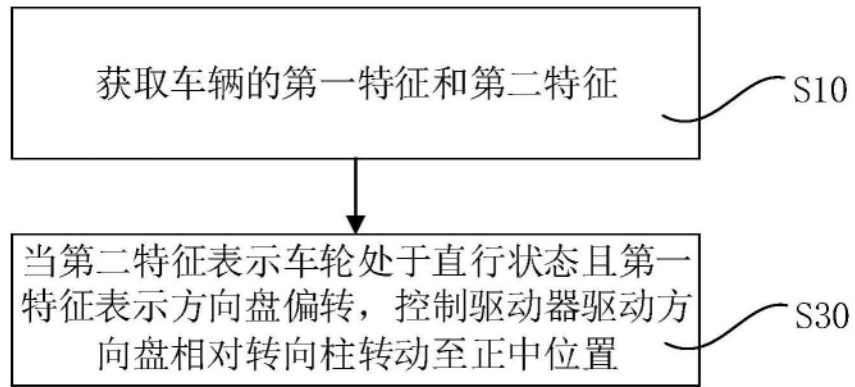 获取车辆的第一特征和第二特征
S10
当第二特征表示车轮处于直行状态且第一
特征表示方向盘偏转，控制驱动器驱动方
向盘相对转向柱转动至正中位置
S30